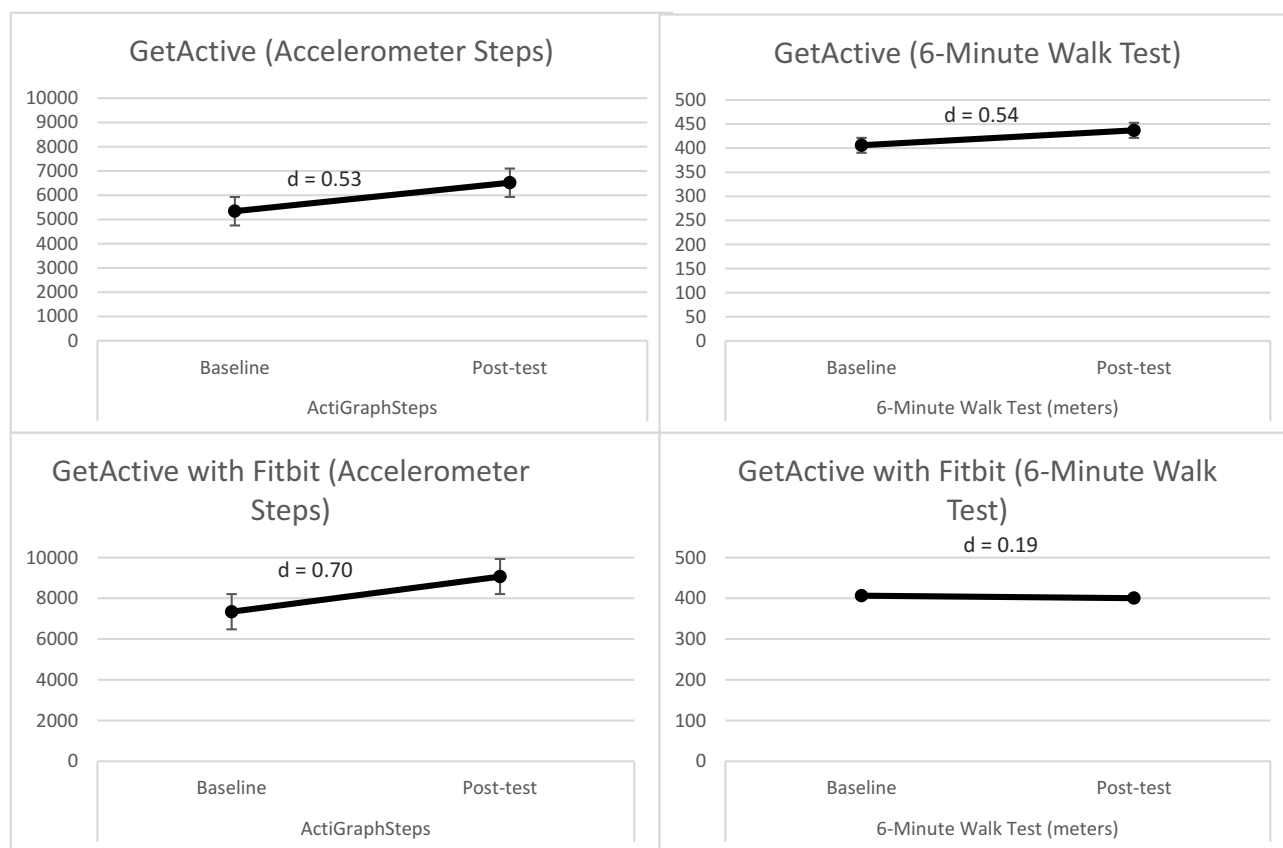 GetActive (Accelerometer Steps)
d = 0.53
10000
9000
8000
7000
6000
5000
4000
3000
2000
1000
0
Baseline
Post-test
ActiGraphSteps
GetActive (6-Minute Walk Test)
d = 0.54
500
450
400
350
300
250
200
150
100
50
0
Baseline
Post-test
6-Minute Walk Test (meters)
GetActive with Fitbit (Accelerometer
Steps)
d = 0.70
10000
8000
6000
4000
2000
0
Baseline
Post-test
ActiGraphSteps
GetActive with Fitbit (6-Minute Walk
Test)
d = 0.19
500
400
300
200
100
0
Baseline
Post-test
6-Minute Walk Test (meters)